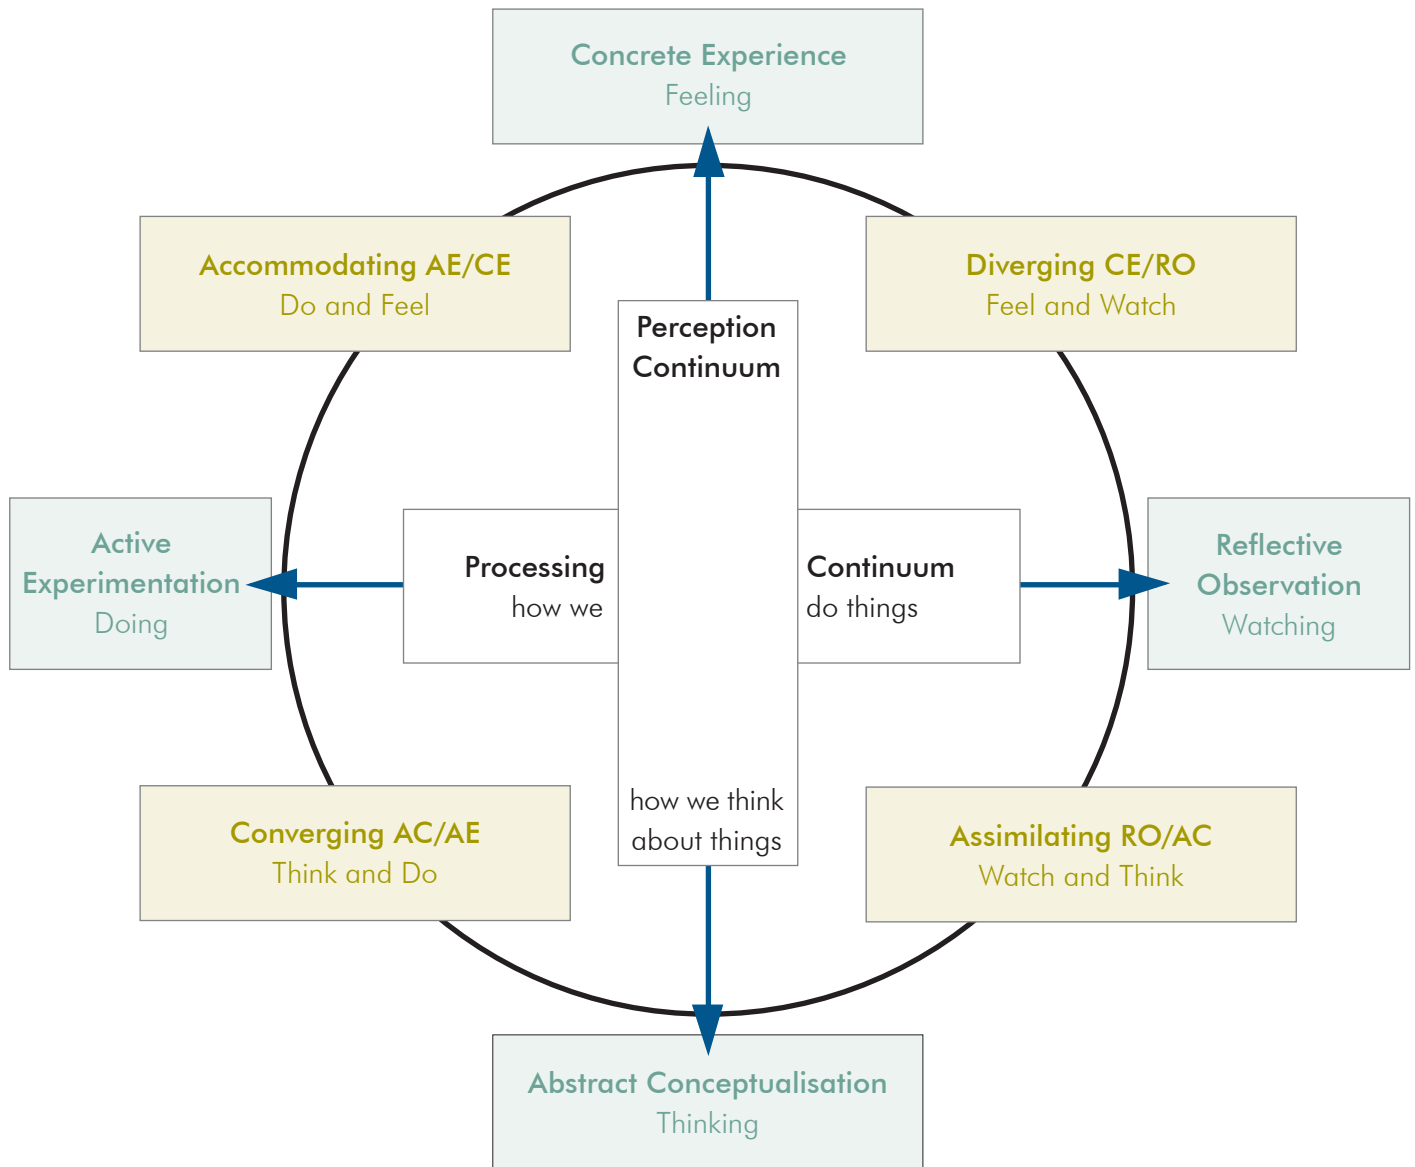 Concrete Experience
Feeling
Accommodating AE/CE
Do and Feel
Diverging CE/RO
Feel and Watch
Perception
Continuum
Active
Experimentation
Doing
Processing
how we
Continuum
do things
Reflective
Observation
Watching
how we think
about things
Converging AC/AE
Think and Do
Assimilating RO/AC
Watch and Think
Abstract Conceptualisation
Thinking